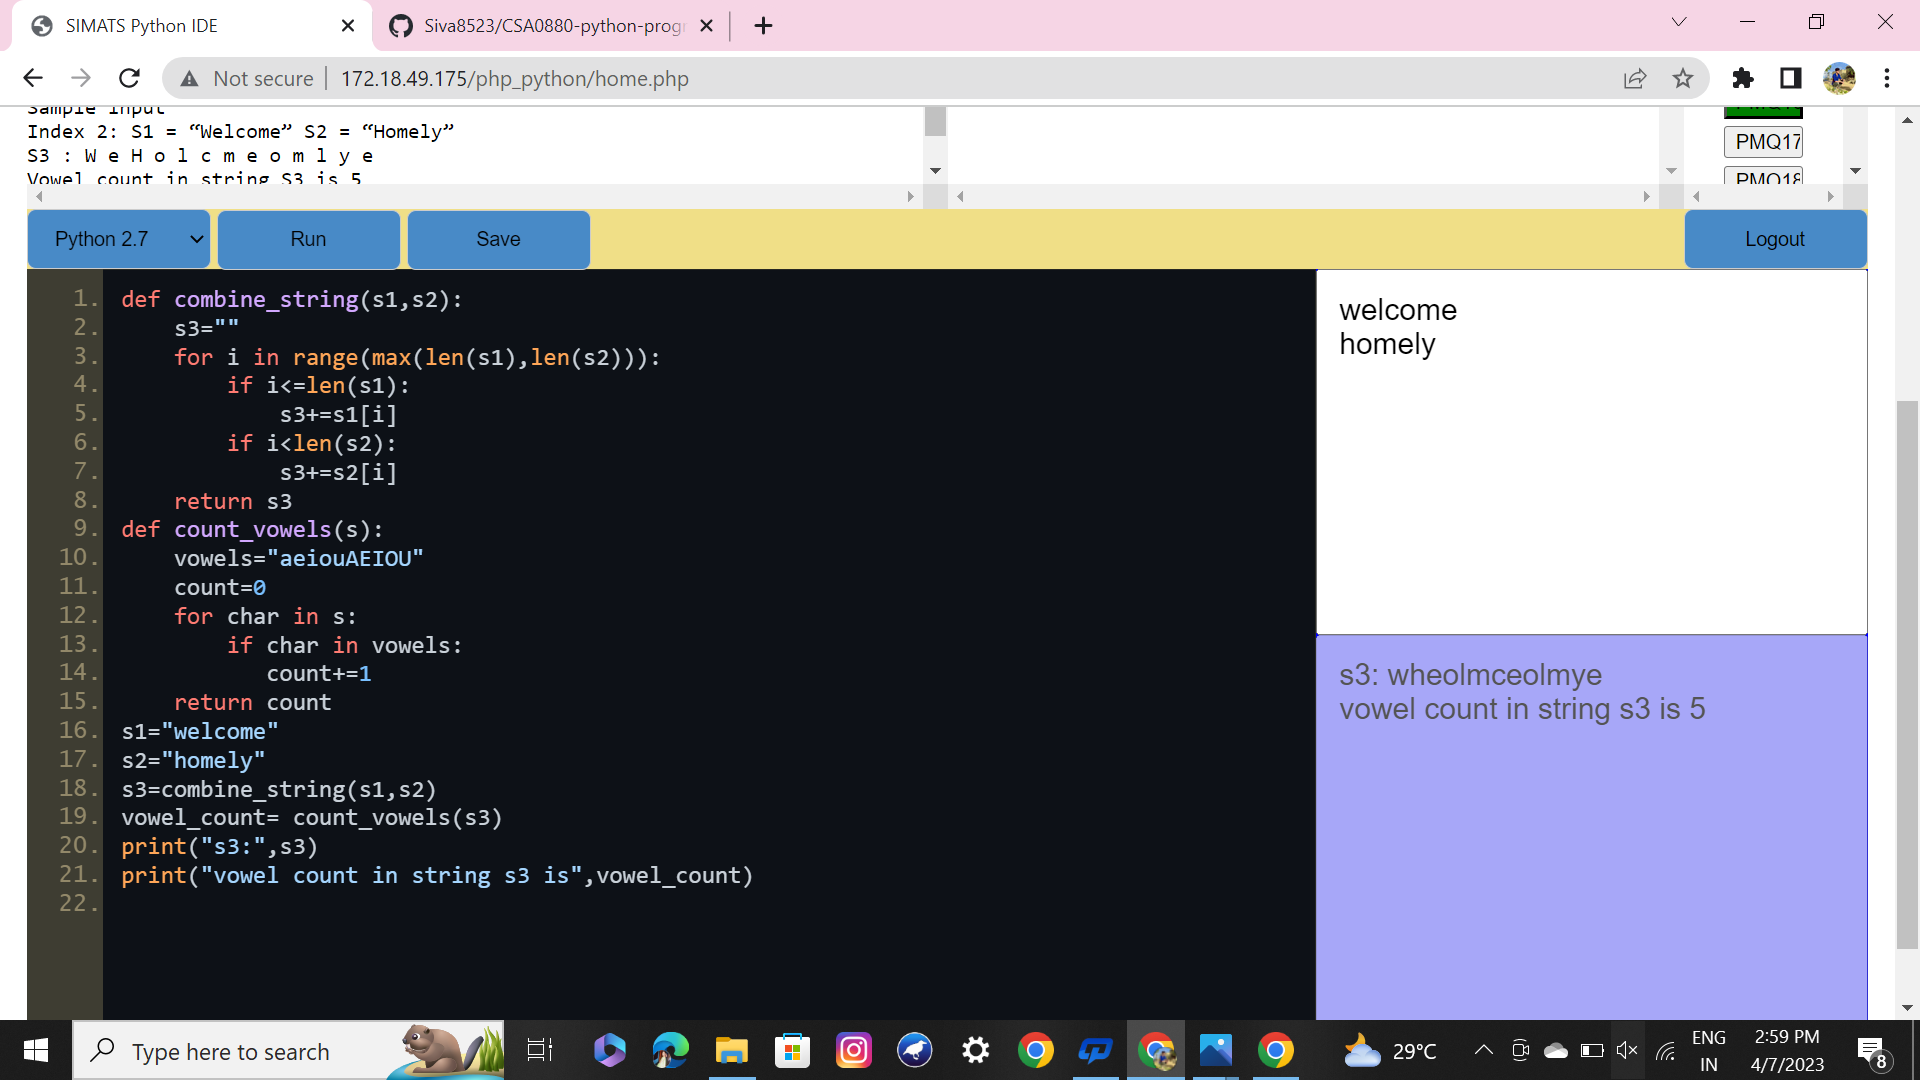 SIMATS Python IDE
Siva8523/CSA0880-python-progr
Not secure
172.18.49.175/php_python/home.php
Sample Input
Index 2: S1 = “Welcome” S2 = “Homely”
S3 : W e H o l c m e o m l y e
Vowel count in string S3 is 5
PMQ17
PMQ18
Python 2.7
Run
Save
Logout
1. def combine_string(s1,s2):
2. s3=""
3. for i in range(max(len(s1),len(s2))):
4. if i<=len(s1):
5. s3+=s1[i]
6. if i<len(s2):
7. s3+=s2[i]
8. return s3
9. def count_vowels(s):
10. vowels="aeiouAEIOU"
11. count=0
12. for char in s:
13. if char in vowels:
14. count+=1
15. return count
16. s1="welcome"
17. s2="homely"
18. s3=combine_string(s1,s2)
19. vowel_count= count_vowels(s3)
20. print("s3:",s3)
21. print("vowel count in string s3 is",vowel_count)
22.
welcome
homely
s3: wheolmceolmye
vowel count in string s3 is 5
Type here to search
29°C
ENG
IN
2:59 PM
4/7/2023
8